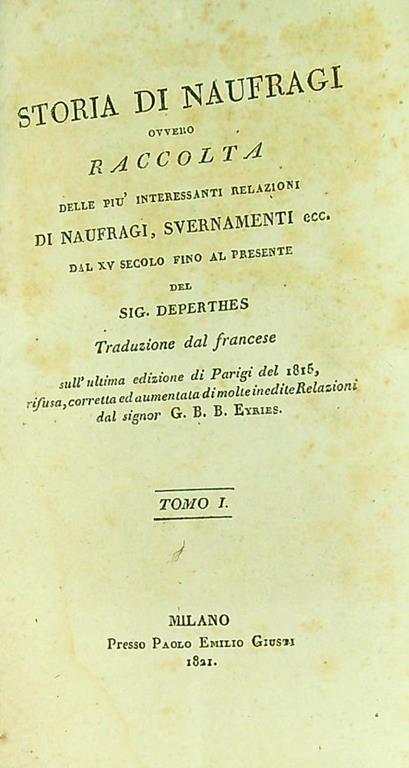 STORIA DI NAUFRAGI
OVVERO
RACCOLTA
DELLE PIU' INTERESSANTI RELAZIONI
DI NAUFRAGI, SVERNAMENTI ecc.
DAL XV SECOLO FINO AL PRESENTE
DEL
SIG. DEPERTHES
Traduzione dal francese
sull'ultima edizione di Parigi del 1815,
rifusa, corretta ed aumentata di molte inedite Relazioni
dal signor G. B. B. EYRIES.
TOMO I.
MILANO
Presso PAOLO EMILIO GIUSTI
1821.